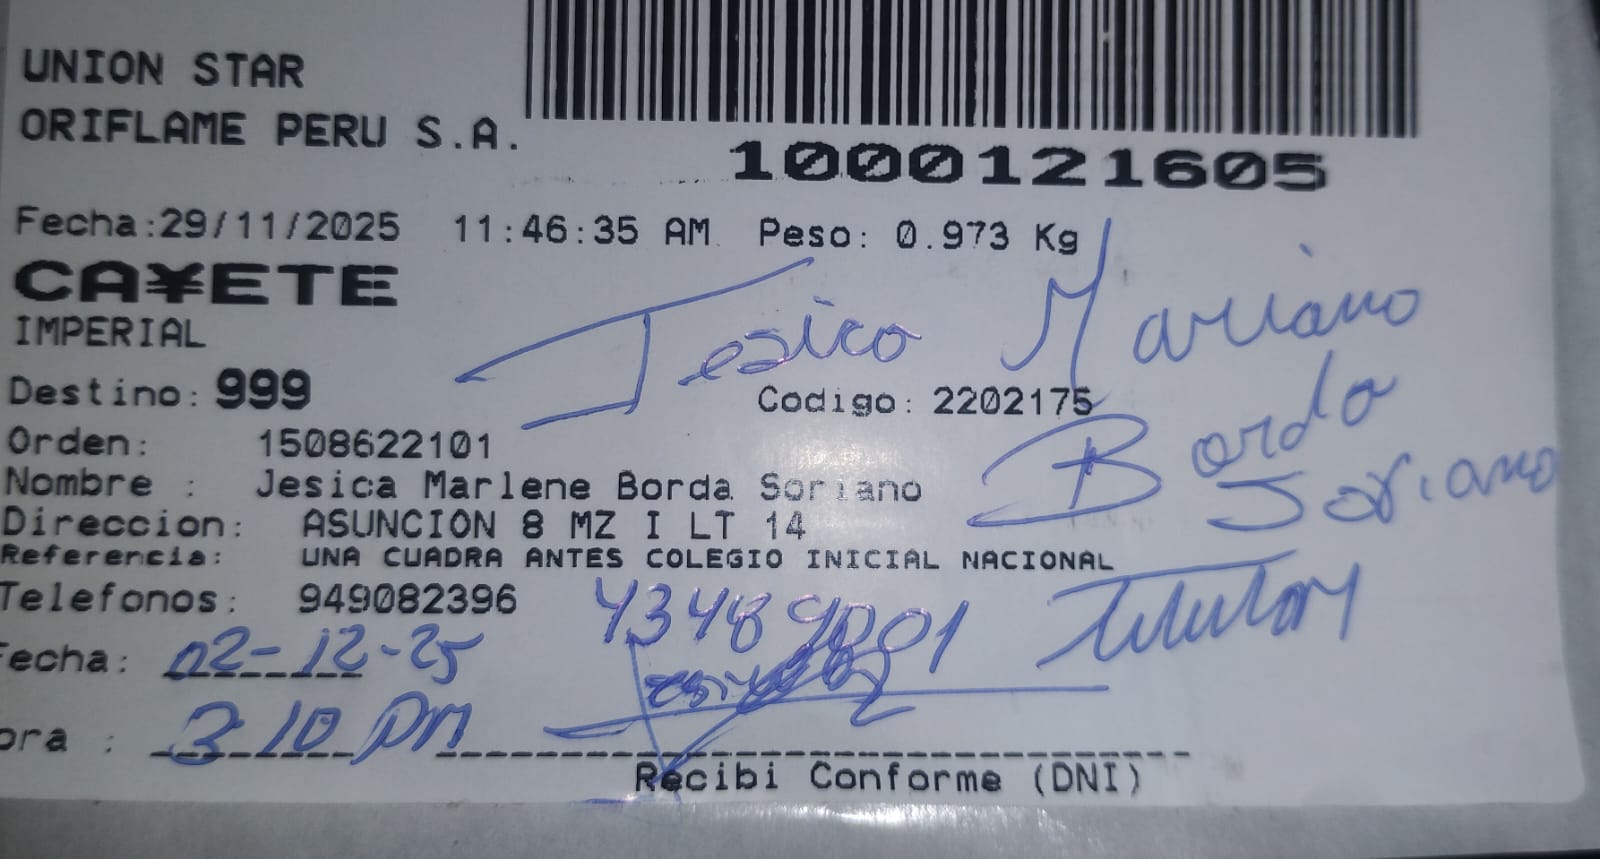 UNION STAR
ORIFLAME PERU S.A.
1000121605
Fecha:29/11/2025 11:46:35 AM Peso: 0.973 Kg
CA¥ETE
IMPERIAL
Jesica Mariano
Destino: 999 Codigo: 2202175
Borda
Orden: 1508622101
Soriano
Nombre : Jesica Marlene Borda Soriano
Direccion: ASUNCION 8 MZ I LT 14
Referencia: UNA CUADRA ANTES COLEGIO INICIAL NACIONAL
Telefonos: 949082396
Titular
Fecha: 02-12-25
ora : 3 10 pm
Recibi Conforme (DNI)